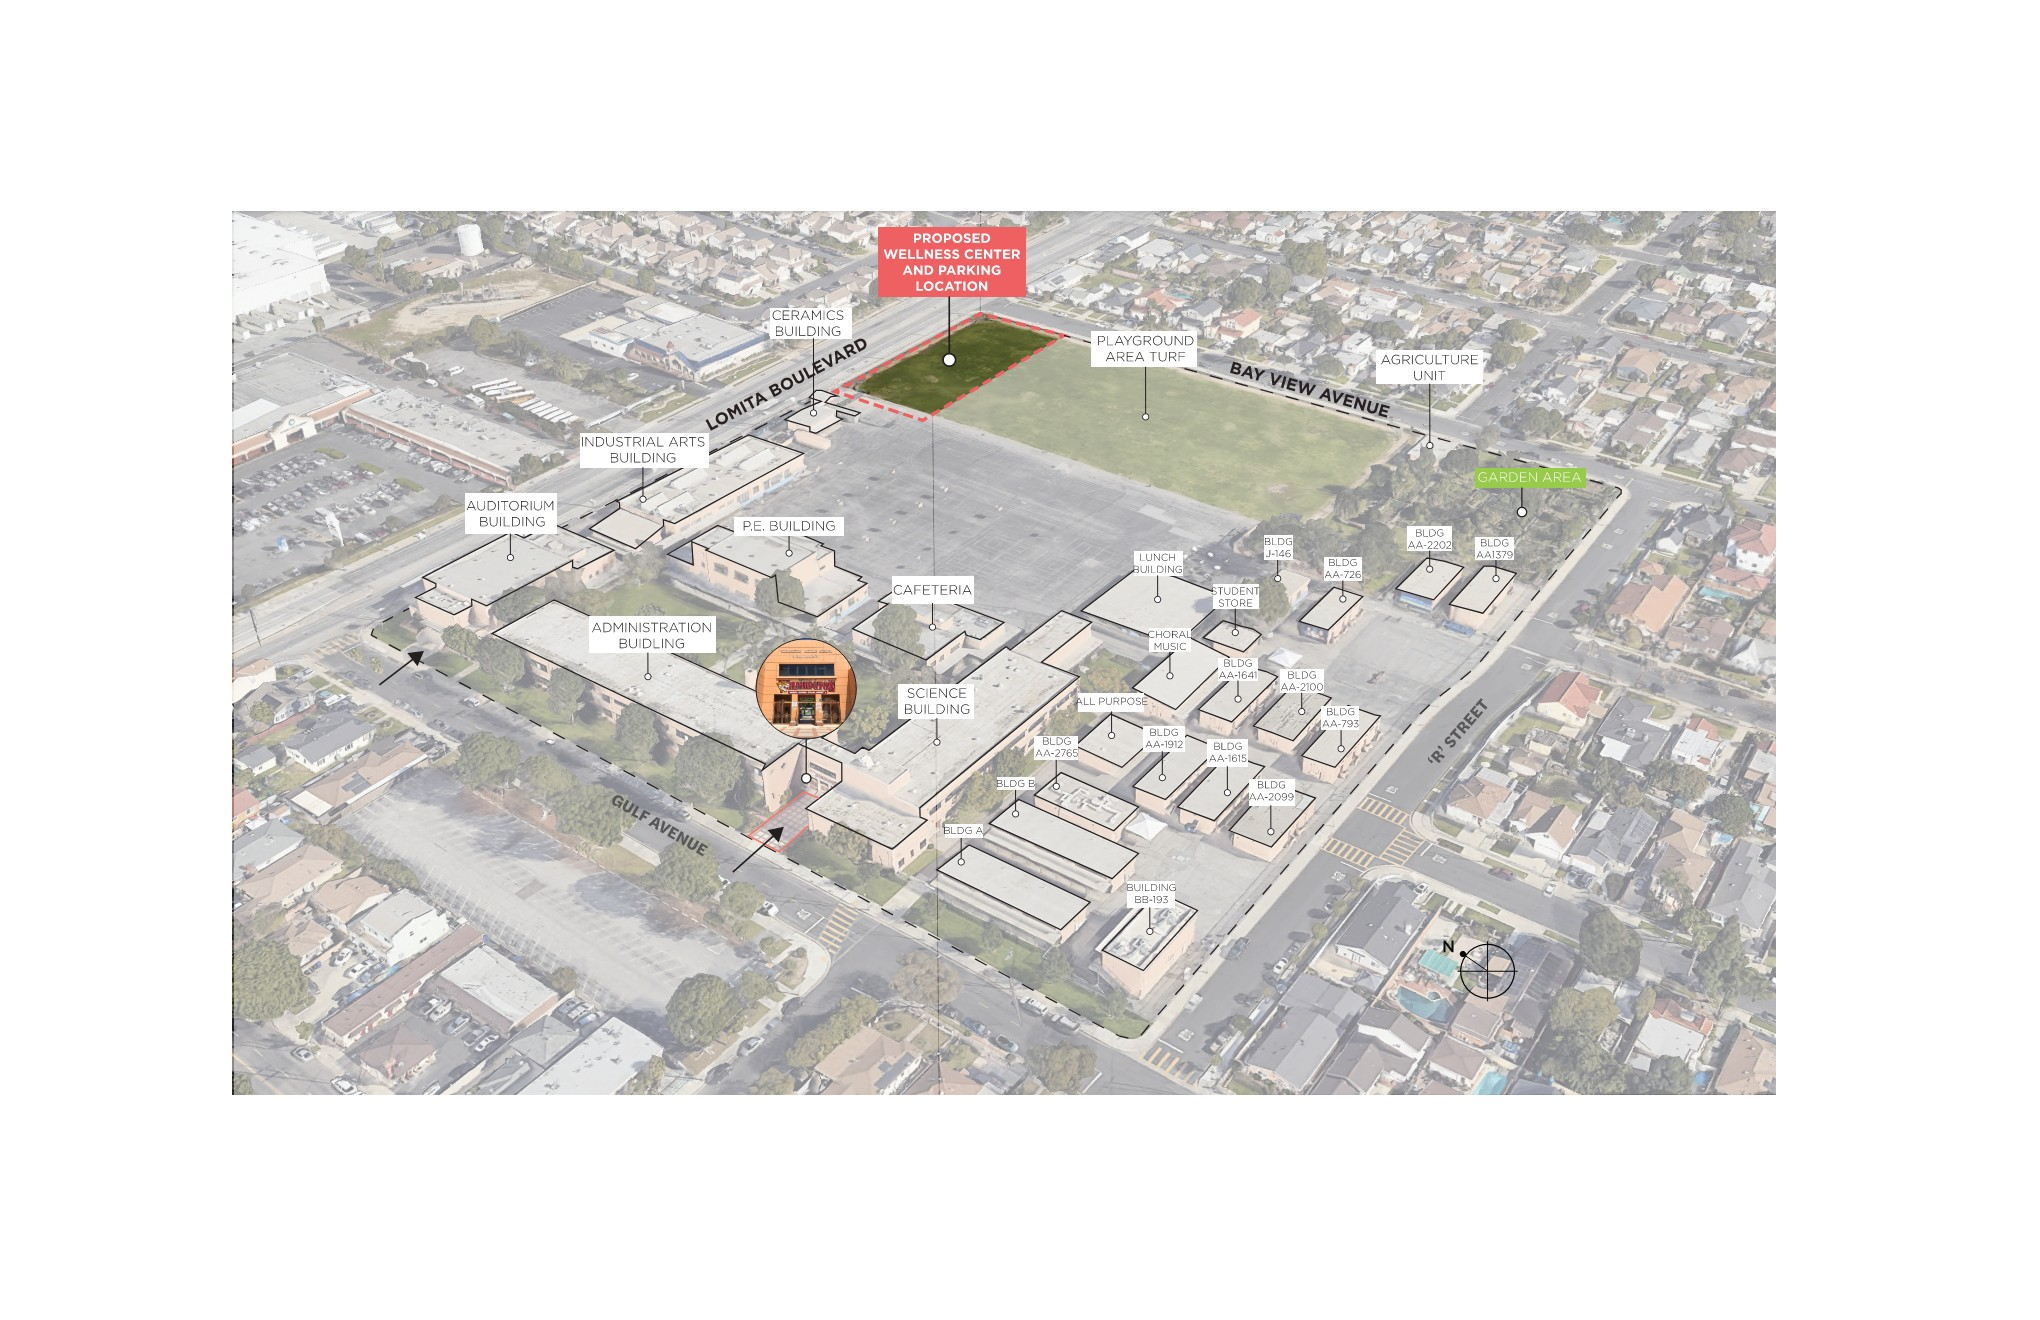 PROPOSED
WELLNESS CENTER
AND PARKING
LOCATION
CERAMICS
BUILDING
LOMITA BOULEVARD
PLAYGROUND
AREA TURF
BAY VIEW AVENUE
AGRICULTURE
UNIT
INDUSTRIAL ARTS
BUILDING
GARDEN AREA
AUDITORIUM
BUILDING
P.E. BUILDING
BLDG
AA-2202
BLDG
AA1379
BLDG
J-146
LUNCH
BUILDING
BLDG
AA-726
CAFETERIA
STUDENT
STORE
ADMINISTRATION
BUIDLING
CHORAL
MUSIC
BLDG
AA-1641
BLDG
AA-2100
SCIENCE
BUILDING
ALL PURPOSE
BLDG
AA-793
BLDG
AA-2765
BLDG
AA-1912
BLDG
AA-1615
'R' STREET
BLDG B
BLDG
AA-2099
GULF AVENUE
BLDG A
BUILDING
BB-193
N